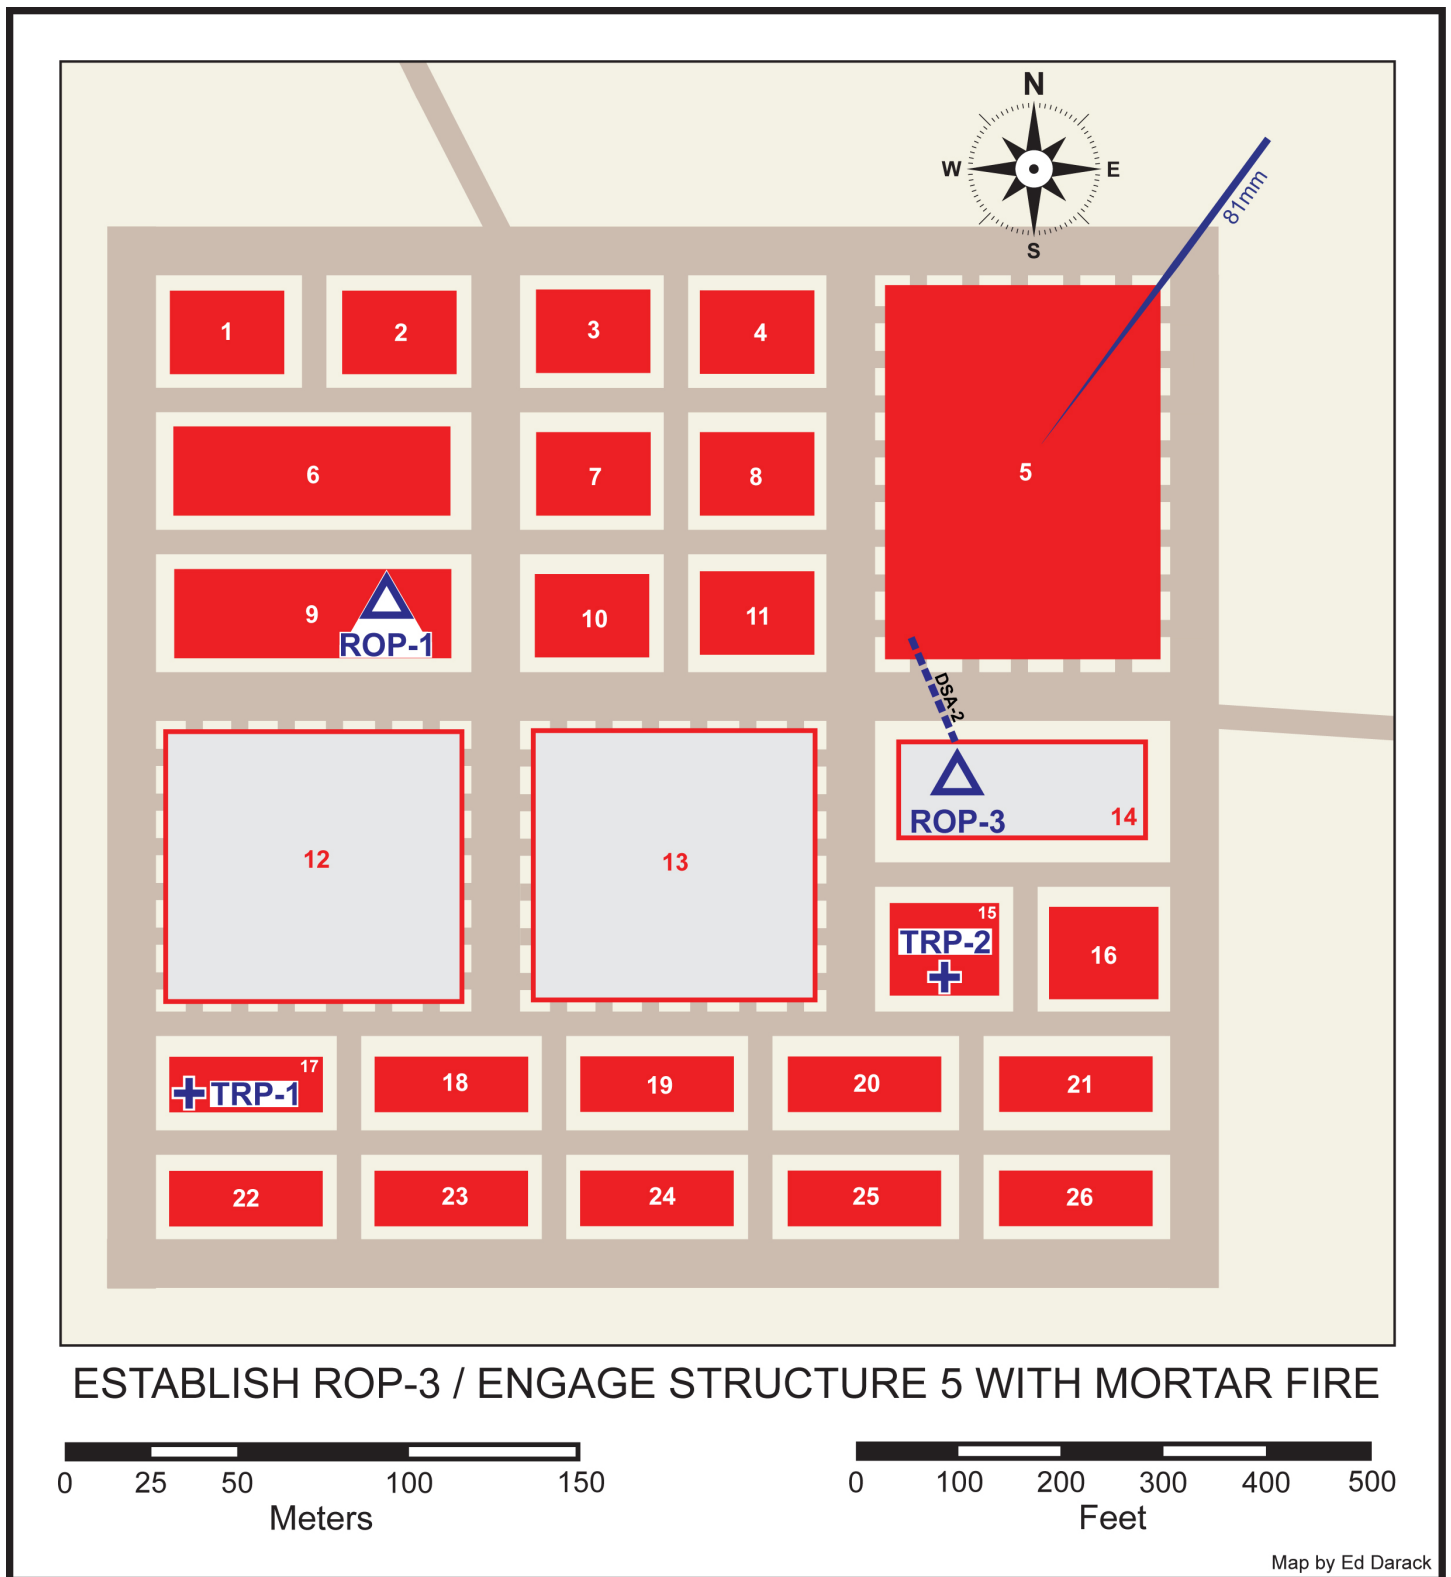 N
W E
S
81mm
1 2 3 4
5
6 7 8
9 10 11
ROP-1
DSA-2
12 13
ROP-3 14
15
TRP-2
16
17
TRP-1
18 19 20 21
22 23 24 25 26
ESTABLISH ROP-3 / ENGAGE STRUCTURE 5 WITH MORTAR FIRE
0 25 50 100 150
Meters
0 100 200 300 400 500
Feet
Map by Ed Darack